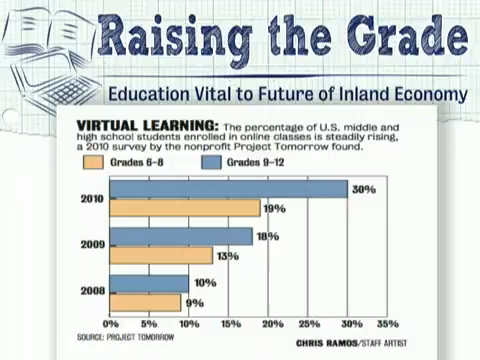 Raising the Grade
Education Vital to Future of Inland Economy
VIRTUAL LEARNING: The percentage of U.S. middle and
high school students enrolled in online classes is steadily rising,
a 2010 survey by the nonprofit Project Tomorrow found.
Grades 6-8 Grades 9-12
2010 30%
19%
2009 18%
13%
2008 10%
9%
0% 5% 10% 15% 20% 25% 30% 35%
SOURCE: PROJECT TOMORROW CHRIS RAMOS/STAFF ARTIST